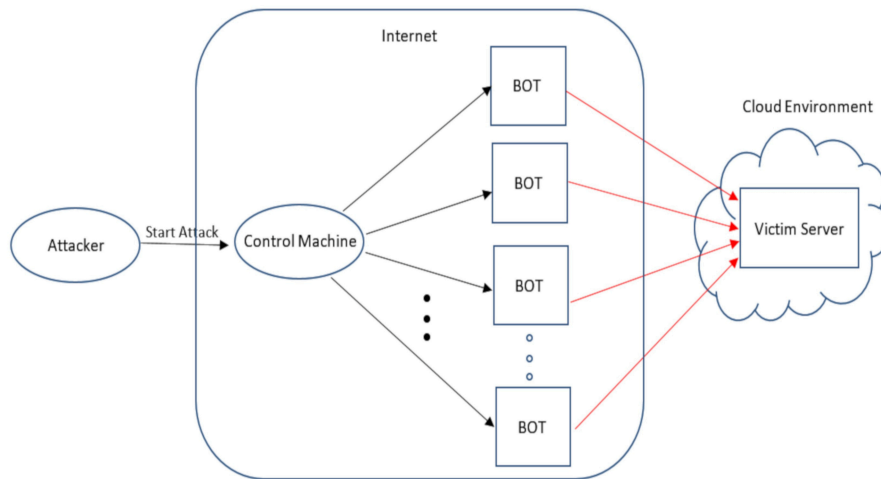 Internet
BOT
Cloud Environment
BOT
Attacker
Start Attack
Control Machine
Victim Server
BOT
BOT